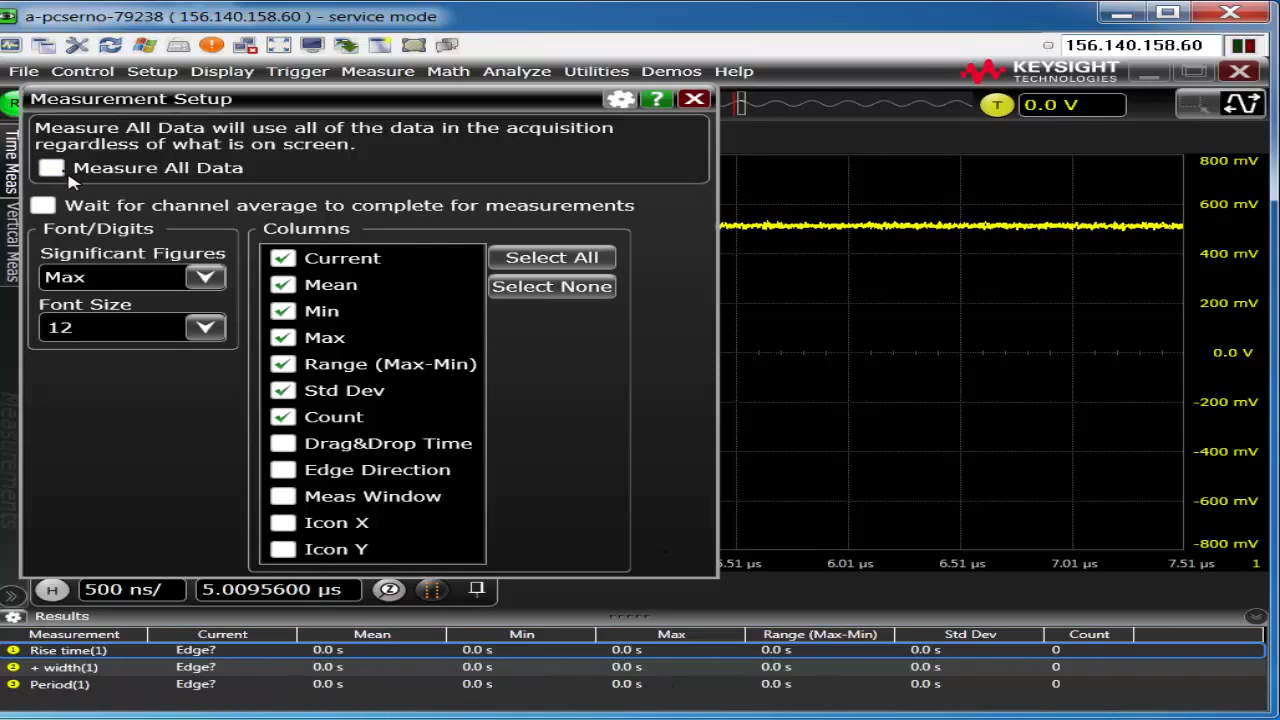 a-pcserno-79238 ( 156.140.158.60 ) - service mode
156.140.158.60
File Control Setup Display Trigger Measure Math Analyze Utilities Demos Help
KEYSIGHT
TECHNOLOGIES
Measurement Setup
?
T
0.0 V
Measure All Data will use all of the data in the acquisition
regardless of what is on screen.
Measure All Data
Wait for channel average to complete for measurements
Font/Digits
Significant Figures
Max
Font Size
12
Columns
Current
Mean
Min
Max
Range (Max-Min)
Std Dev
Count
Drag&Drop Time
Edge Direction
Meas Window
Icon X
Icon Y
Select All
Select None
Time Meas
Vertical Meas
Measurements
800 mV
600 mV
400 mV
200 mV
0.0 V
-200 mV
-400 mV
-600 mV
-800 mV
5.51 µs 6.01 µs 6.51 µs 7.01 µs 7.51 µs 1
H 500 ns/ 5.0095600 µs Z
Results
Measurement Current Mean Min Max Range (Max-Min) Std Dev Count
1 Rise time(1) Edge? 0.0 s 0.0 s 0.0 s 0.0 s 0.0 s 0
2 + width(1) Edge? 0.0 s 0.0 s 0.0 s 0.0 s 0.0 s 0
3 Period(1) Edge? 0.0 s 0.0 s 0.0 s 0.0 s 0.0 s 0